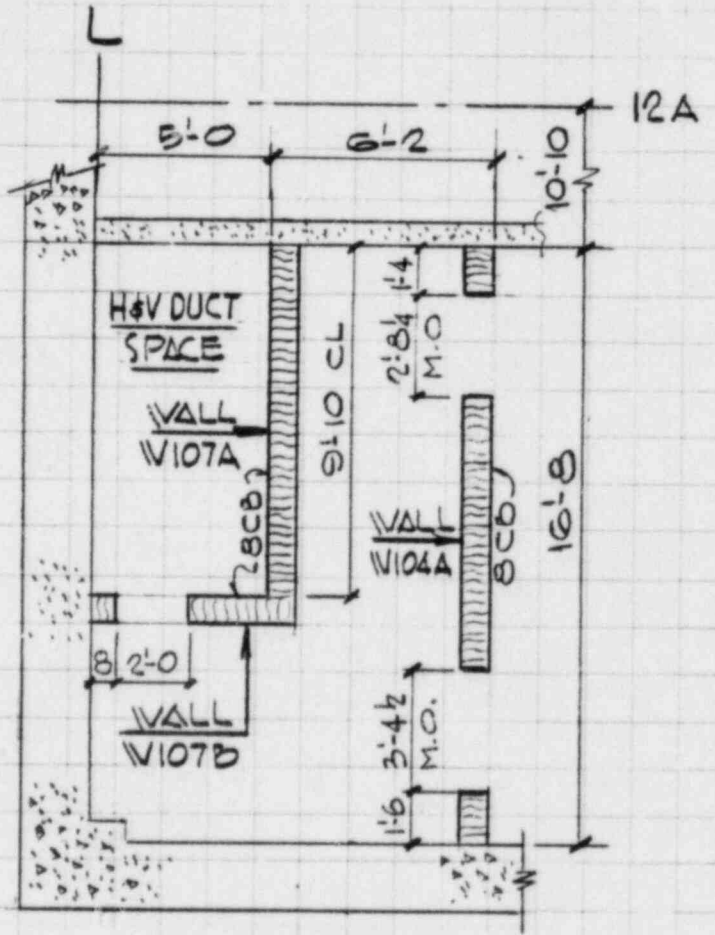 L
12A
5'-0
6'-2
10'-10
H&V DUCT
SPACE
1'-4
2'-8¼
M.O
9'-10 CL
WALL
W107A
8CB
WALL
W104A
8CB
16'-8
8
2'-0
WALL
W107B
3'-4½
M.O.
1'-6